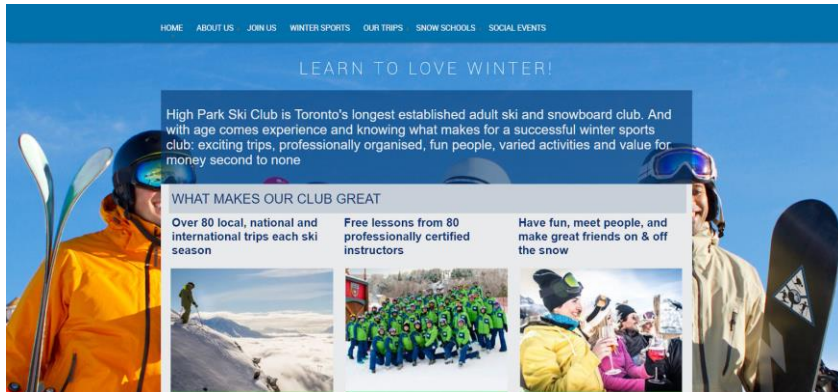 HOME ABOUT US JOIN US WINTER SPORTS OUR TRIPS SNOW SCHOOLS SOCIAL EVENTS
LEARN TO LOVE WINTER!
High Park Ski Club is Toronto's longest established adult ski and snowboard club. And
with age comes experience and knowing what makes for a successful winter sports
club: exciting trips, professionally organised, fun people, varied activities and value for
money second to none
WHAT MAKES OUR CLUB GREAT
Over 80 local, national and
international trips each ski
season
Free lessons from 80
professionally certified
instructors
Have fun, meet people, and
make great friends on & off
the snow